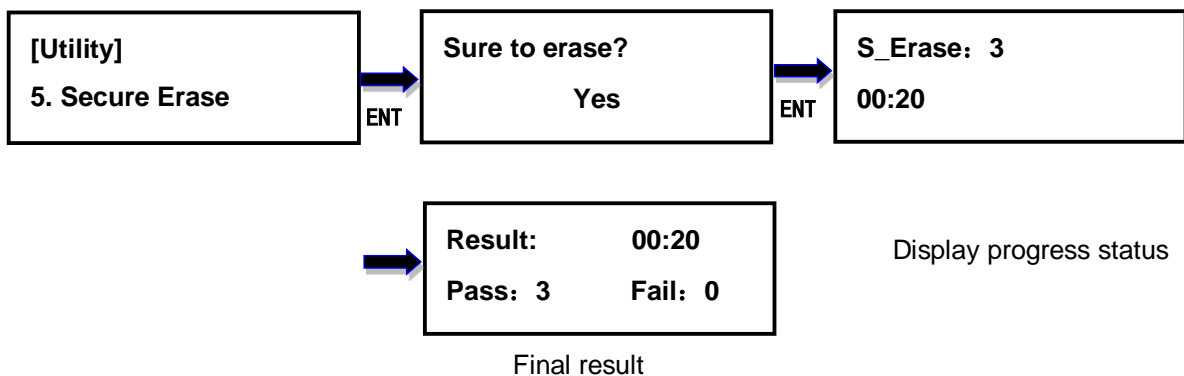 [Utility]
5. Secure Erase
ENT
Sure to erase?
Yes
ENT
S_Erase：3
00:20
Display progress status
Result: 00:20
Pass：3 Fail：0
Final result